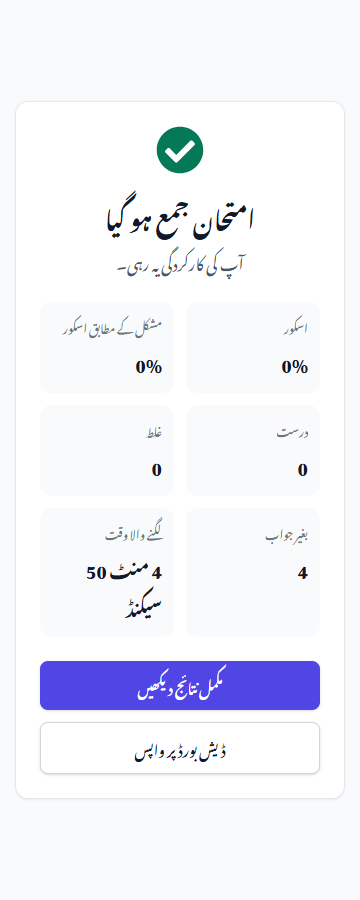 امتحان جمع ہو گیا
آپ کی کارکردگی یہ رہی۔
اسکور
0%
مشکل کے مطابق اسکور
0%
درست
0
غلط
0
بغیر جواب
4
لگنے والا وقت
4 منٹ 50
سیکنڈ
مکمل نتائج دیکھیں
ڈیش بورڈ پر واپس